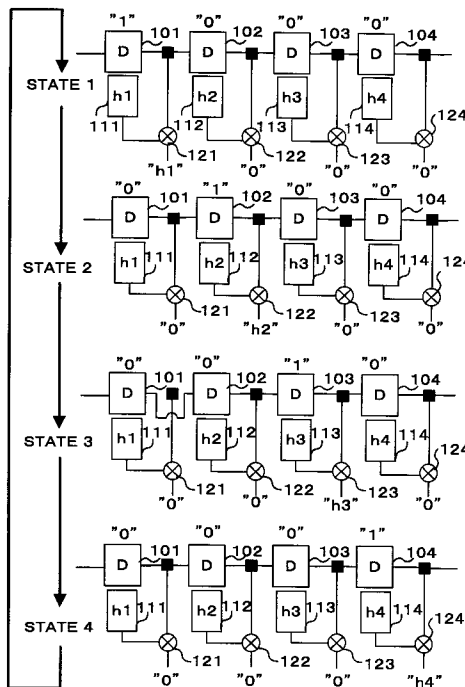 "1" "0" "0" "0"
101 102 103 104
D D D D
STATE 1
h1 h2 h3 h4
111 112 113 114 124
121 122 123
"h1" "0" "0" "0"
"0" "1" "0" "0"
101 102 103 104
D D D D
STATE 2
h1 111 h2 112 h3 113 h4 114 124
121 122 123
"0" "h2" "0" "0"
"0" "0" "1" "0"
101 102 103 104
D D D D
STATE 3
h1 111 h2 112 h3 113 h4 114 124
121 122 123
"0" "0" "h3" "0"
"0" "0" "0" "1"
101 102 103 104
D D D D
STATE 4
h1 111 h2 112 h3 113 h4 114 124
121 122 123
"0" "0" "0" "h4"